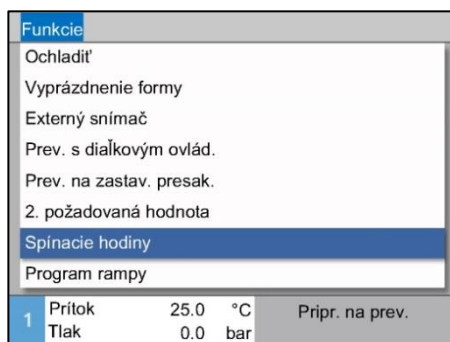 Funkcie
Ochladiť
Vyprázdnenie formy
Externý snímač
Prev. s diaľkovým ovlád.
Prev. na zastav. presak.
2. požadovaná hodnota
Spínacie hodiny
Program rampy
1 Prítok 25.0 °C Pripr. na prev.
Tlak 0.0 bar